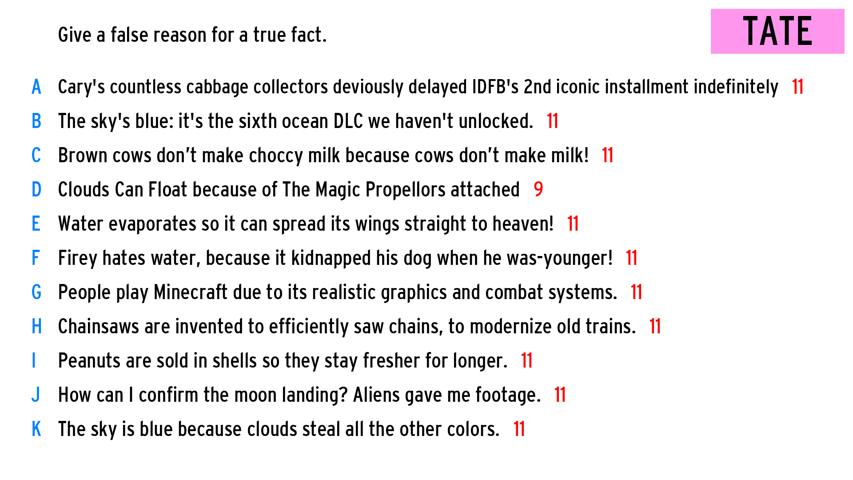 Give a false reason for a true fact.
TATE
A Cary's countless cabbage collectors deviously delayed IDFB's 2nd iconic installment indefinitely 11
B The sky's blue: it's the sixth ocean DLC we haven't unlocked. 11
C Brown cows don’t make choccy milk because cows don’t make milk! 11
D Clouds Can Float because of The Magic Propellors attached 9
E Water evaporates so it can spread its wings straight to heaven! 11
F Firey hates water, because it kidnapped his dog when he was-younger! 11
G People play Minecraft due to its realistic graphics and combat systems. 11
H Chainsaws are invented to efficiently saw chains, to modernize old trains. 11
I Peanuts are sold in shells so they stay fresher for longer. 11
J How can I confirm the moon landing? Aliens gave me footage. 11
K The sky is blue because clouds steal all the other colors. 11